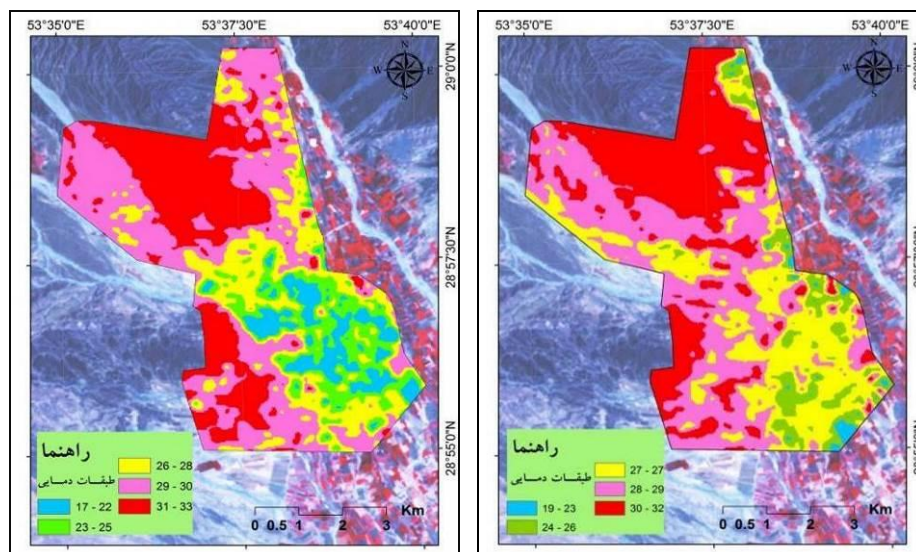 53°35'0"E 53°37'30"E 53°40'0"E
N
W E
S
29°0'0"N
28°57'30"N
28°55'0"N
راهنما
طبقات دمایی
17 - 22
23 - 25
26 - 28
29 - 30
31 - 33
Km
0 0.5 1 2 3
53°35'0"E 53°37'30"E 53°40'0"E
N
W E
S
راهنما
طبقات دمایی
19 - 23
24 - 26
27 - 27
28 - 29
30 - 32
Km
0 0.5 1 2 3